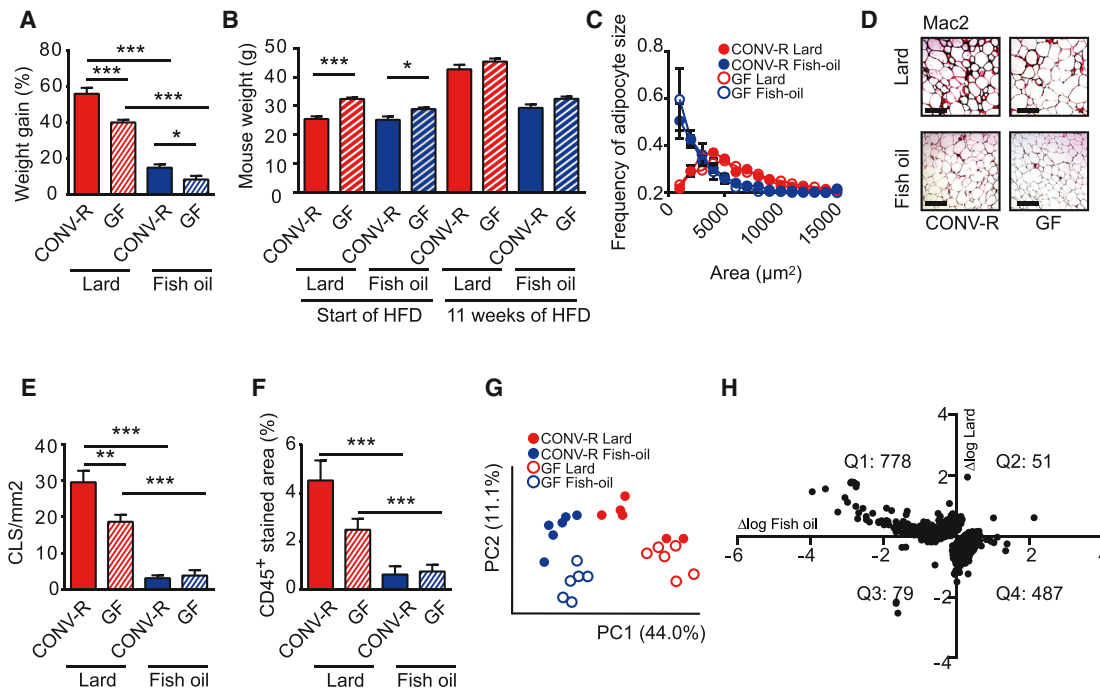 A
Weight gain (%)
80
60
40
20
0
***
***
***
*
CONV-R
GF
CONV-R
GF
Lard
Fish oil
B
Mouse weight (g)
50
40
30
20
10
0
***
*
CONV-R
GF
CONV-R
GF
CONV-R
GF
CONV-R
GF
Lard
Fish oil
Lard
Fish oil
Start of HFD
11 weeks of HFD
C
Frequency of adipocyte size
0.8
0.6
0.4
0.2
CONV-R Lard
CONV-R Fish-oil
GF Lard
GF Fish-oil
0
5000
10000
15000
Area (µm²)
D
Mac2
Lard
Fish oil
CONV-R
GF
E
CLS/mm2
40
30
20
10
0
***
**
***
CONV-R
GF
CONV-R
GF
Lard
Fish oil
F
CD45⁺ stained area (%)
6
4
2
0
***
***
CONV-R
GF
CONV-R
GF
Lard
Fish oil
G
CONV-R Lard
CONV-R Fish-oil
GF Lard
GF Fish-oil
PC2 (11.1%)
PC1 (44.0%)
H
4
Δlog Lard
Q1: 778
2
Q2: 51
Δlog Fish oil
-6
-4
-2
2
4
Q3: 79
-2
Q4: 487
-4